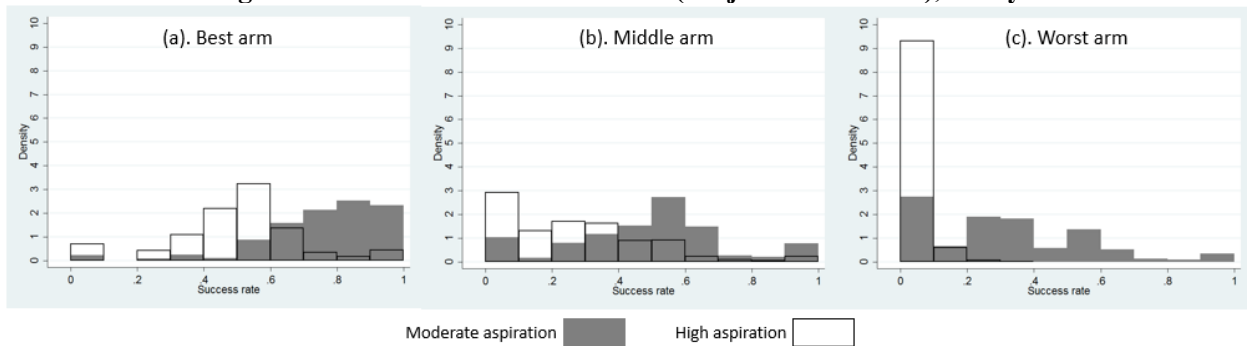 (a). Best arm
(b). Middle arm
(c). Worst arm
Density
0 1 2 3 4 5 6 7 8 9 10
0 .2 .4 .6 .8 1
Success rate
Density
0 1 2 3 4 5 6 7 8 9 10
0 .2 .4 .6 .8 1
Success rate
Density
0 1 2 3 4 5 6 7 8 9 10
0 .2 .4 .6 .8 1
Success rate
Moderate aspiration
High aspiration